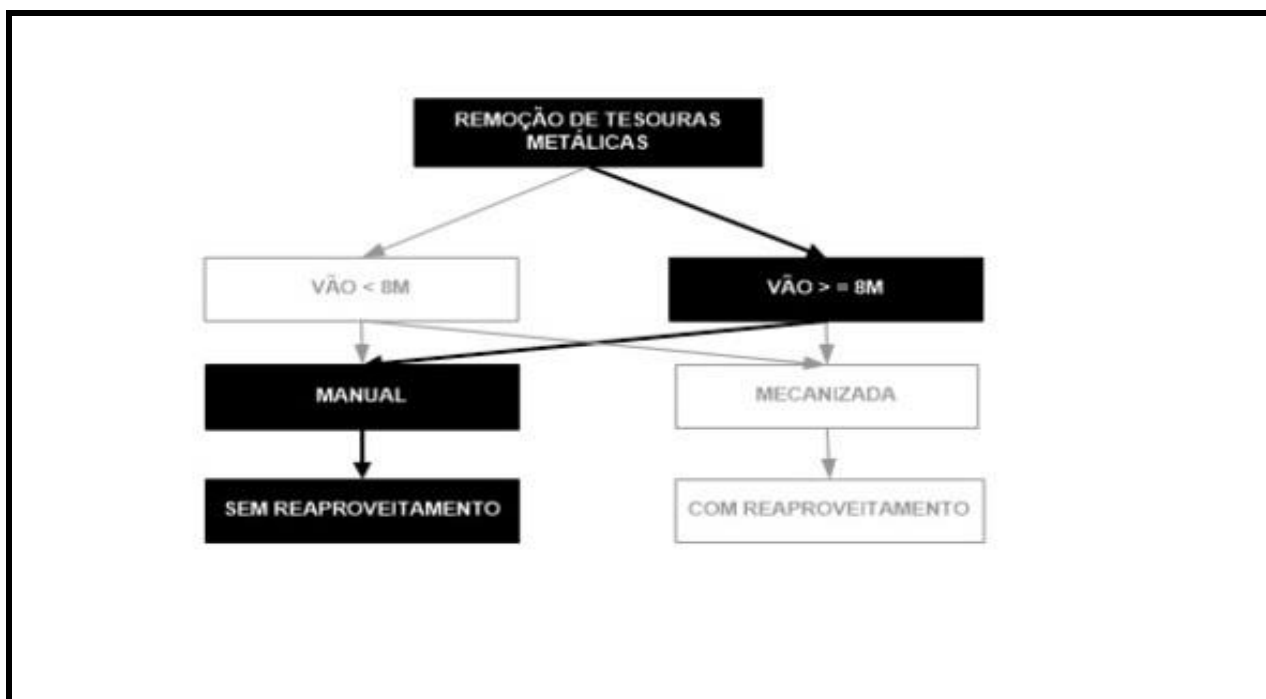 REMOÇÃO DE TESOURAS
METÁLICAS
VÃO < 8M
VÃO > = 8M
MANUAL
MECANIZADA
SEM REAPROVEITAMENTO
COM REAPROVEITAMENTO